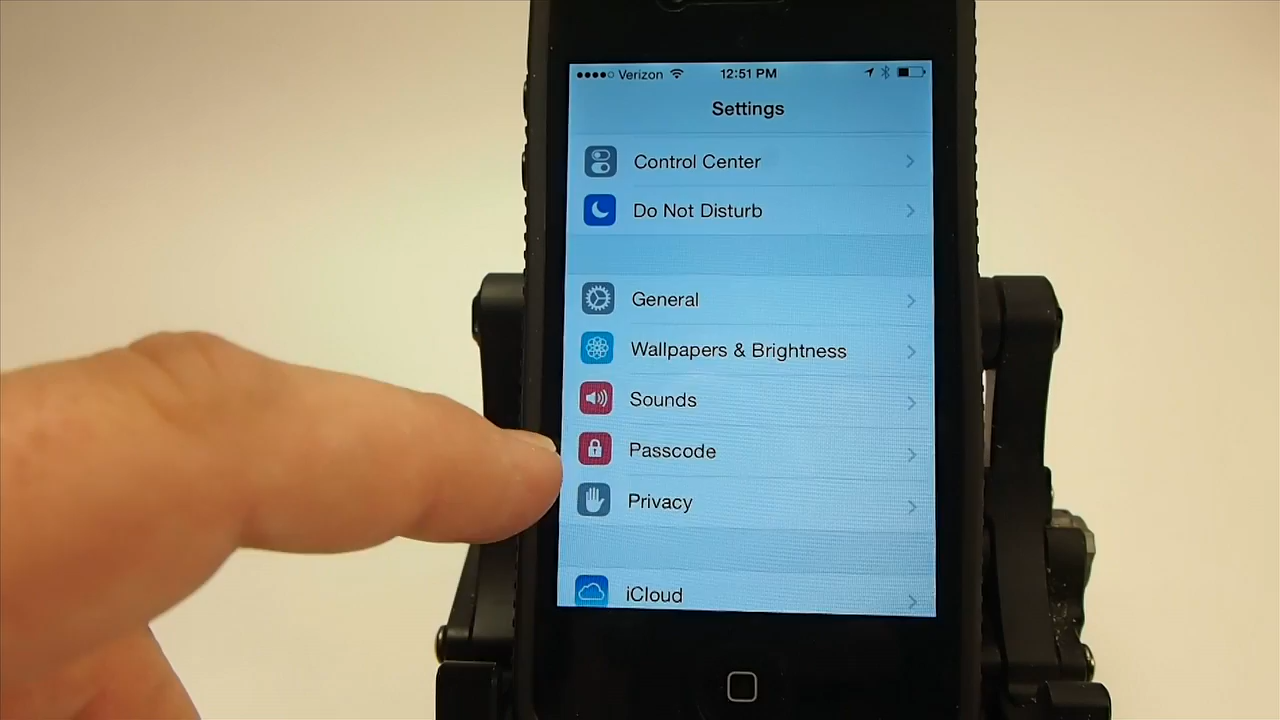 Verizon 12:51 PM
Settings
Control Center
Do Not Disturb
General
Wallpapers & Brightness
Sounds
Passcode
Privacy
iCloud